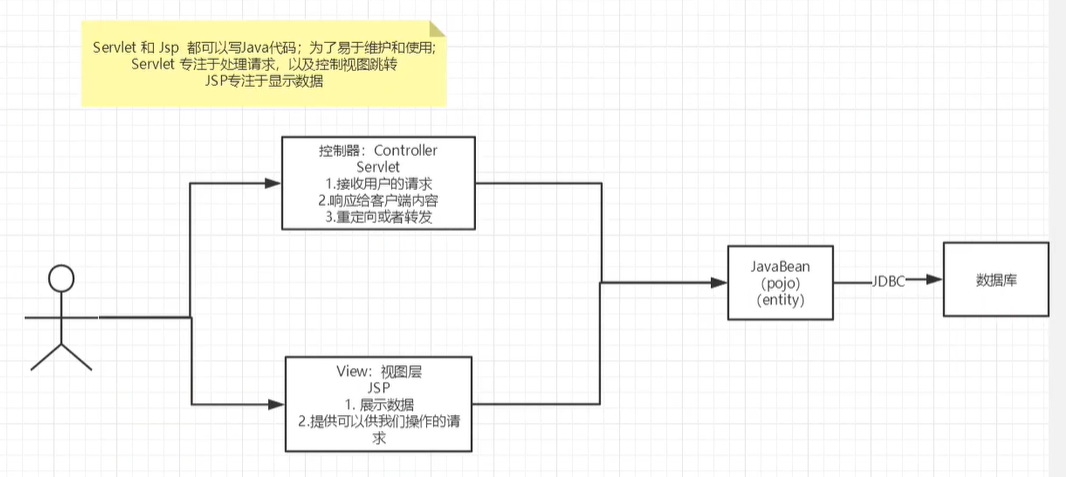 Servlet 和 Jsp 都可以写Java代码；为了易于维护和使用;
Servlet 专注于处理请求，以及控制视图跳转
JSP专注于显示数据
控制器：Controller
Servlet
1.接收用户的请求
2.响应给客户端内容
3.重定向或者转发
JavaBean
（pojo）
（entity）
JDBC
数据库
View：视图层
JSP
1. 展示数据
2.提供可以供我们操作的请
求